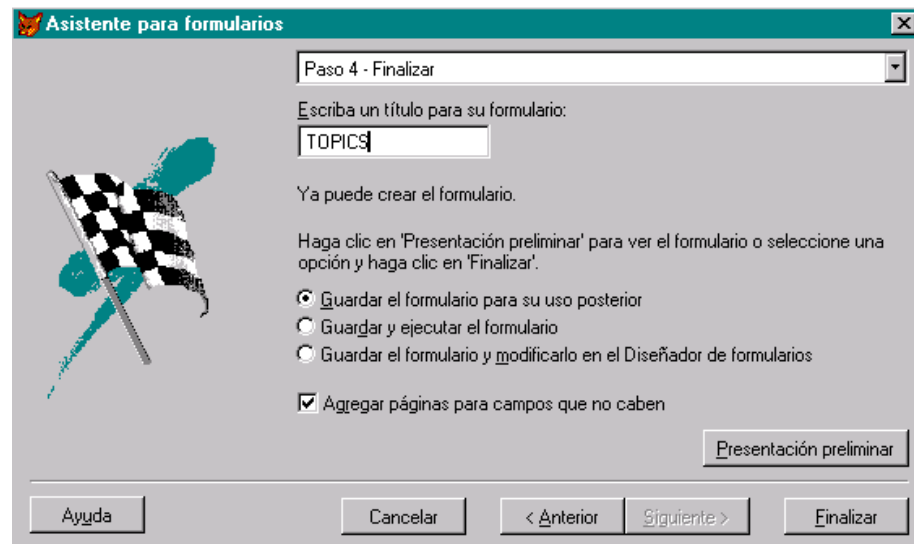 Asistente para formularios
Paso 4 - Finalizar
Escriba un título para su formulario:
TOPICS
Ya puede crear el formulario.
Haga clic en 'Presentación preliminar' para ver el formulario o seleccione una
opción y haga clic en 'Finalizar'.
Guardar el formulario para su uso posterior
Guardar y ejecutar el formulario
Guardar el formulario y modificarlo en el Diseñador de formularios
Agregar páginas para campos que no caben
Presentación preliminar
Ayuda
Cancelar
< Anterior
Siguiente >
Finalizar